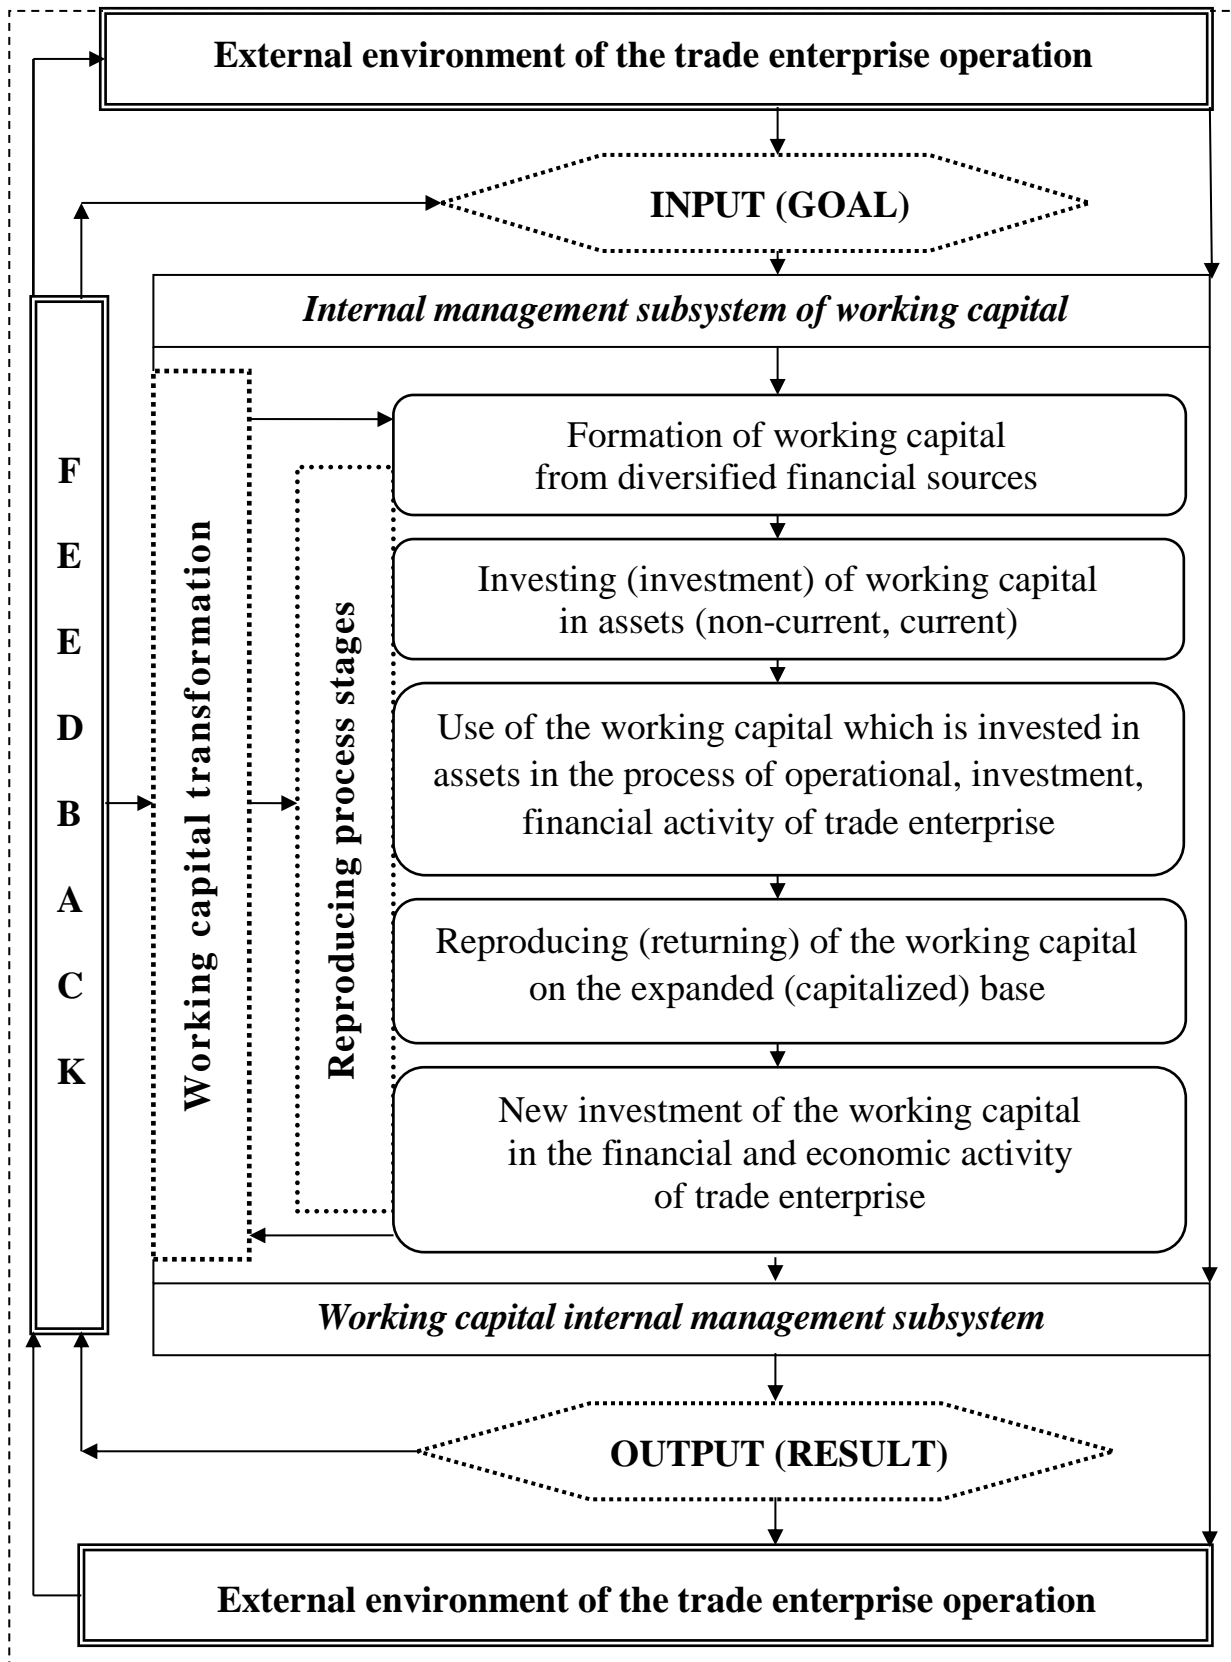 External environment of the trade enterprise operation
INPUT (GOAL)
Internal management subsystem of working capital
FEEDBACK
Working capital transformation
Reproducing process stages
Formation of working capital
from diversified financial sources
Investing (investment) of working capital
in assets (non-current, current)
Use of the working capital which is invested in
assets in the process of operational, investment,
financial activity of trade enterprise
Reproducing (returning) of the working capital
on the expanded (capitalized) base
New investment of the working capital
in the financial and economic activity
of trade enterprise
Working capital internal management subsystem
OUTPUT (RESULT)
External environment of the trade enterprise operation